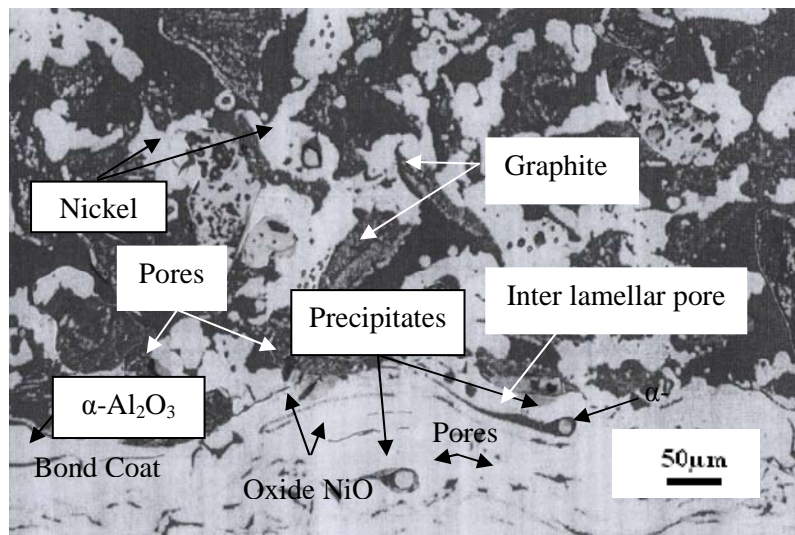 Graphite
Nickel
Pores
Inter lamellar pore
Precipitates
α-Al₂O₃
α-
Pores
Bond Coat
Oxide NiO
50μm